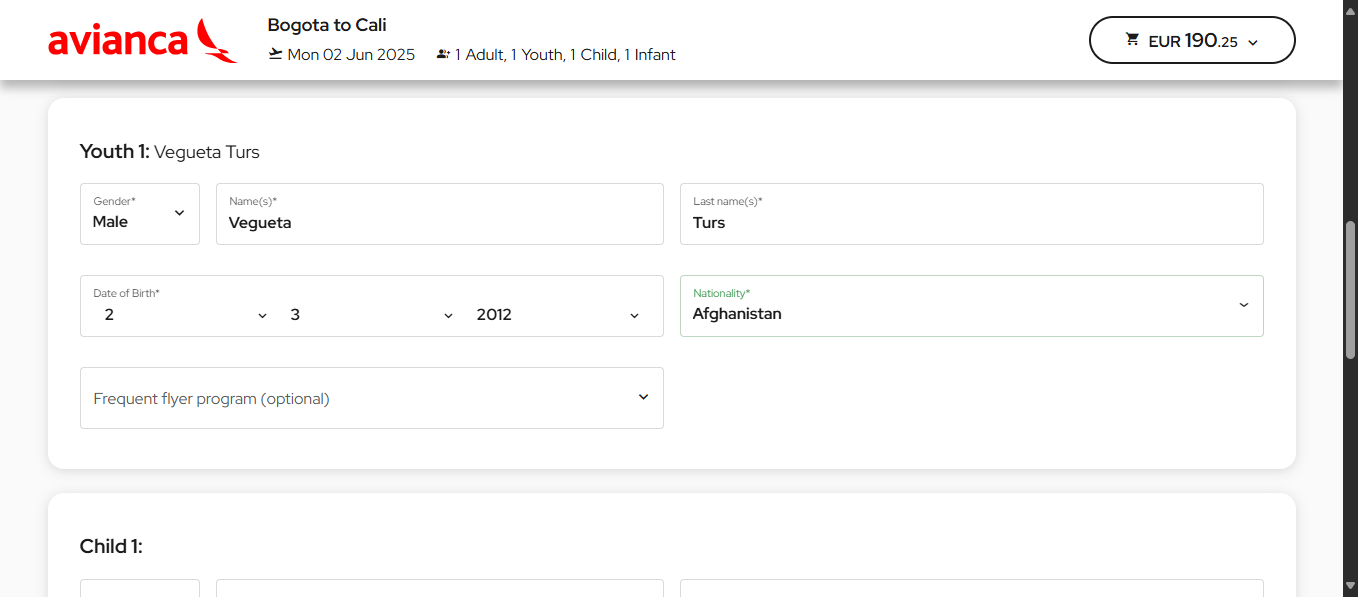 avianca
Bogota to Cali
Mon 02 Jun 2025 1 Adult, 1 Youth, 1 Child, 1 Infant
EUR 190.25
Youth 1: Vegueta Turs
Gender*
Male
Name(s)*
Vegueta
Last name(s)*
Turs
Date of Birth*
2 3 2012
Nationality*
Afghanistan
Frequent flyer program (optional)
Child 1: